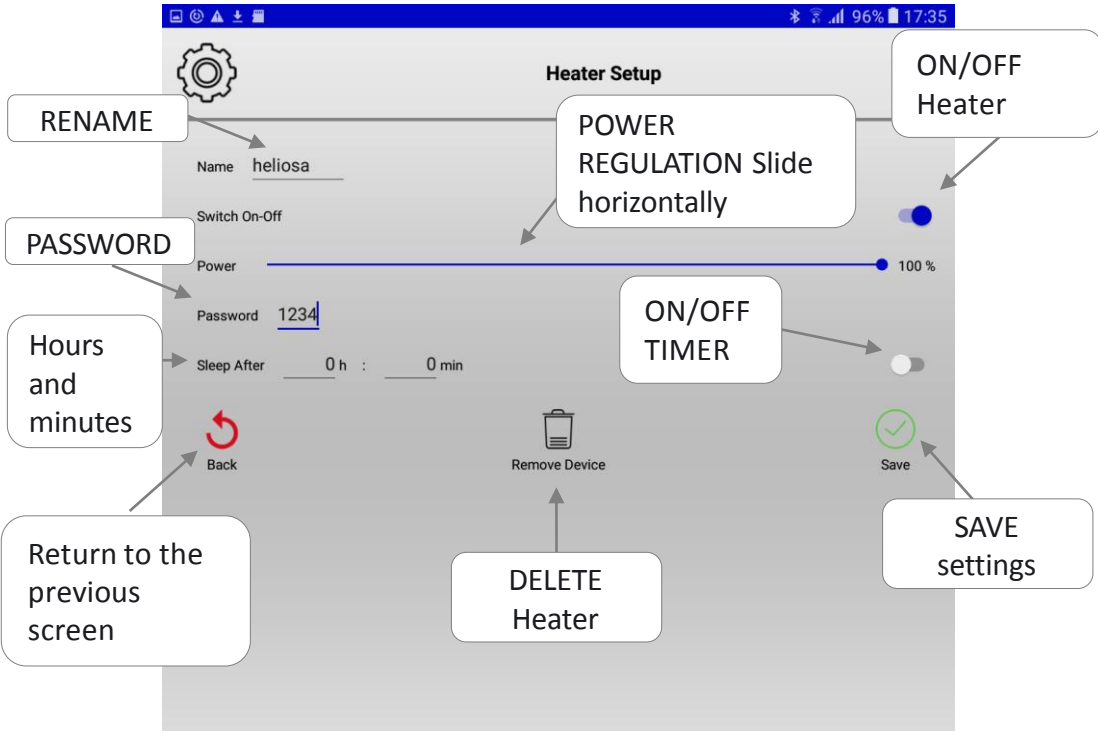 96% 17:35
Heater Setup
ON/OFF
Heater
RENAME
POWER
REGULATION Slide
horizontally
Name heliosa
Switch On-Off
PASSWORD
Power 100 %
Password 1234
ON/OFF
TIMER
Hours
and
minutes
Sleep After 0 h : 0 min
Back
Remove Device
Save
Return to the
previous
screen
DELETE
Heater
SAVE
settings